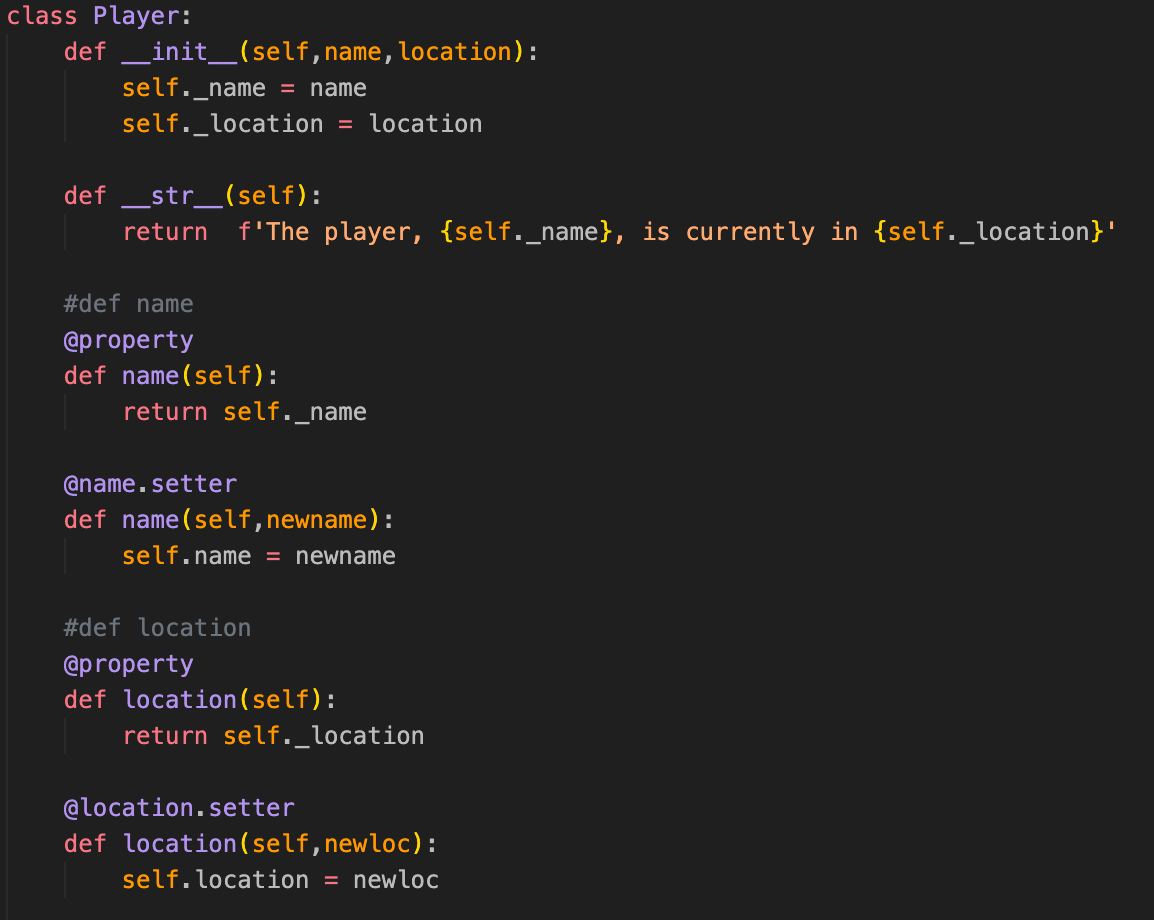 class Player:
    def __init__(self,name,location):
        self._name = name
        self._location = location
    def __str__(self):
        return  f'The player, {self._name}, is currently in {self._location}'
    #def name
    @property
    def name(self):
        return self._name
    @name.setter
    def name(self,newname):
        self.name = newname
    #def location
    @property
    def location(self):
        return self._location
    @location.setter
    def location(self,newloc):
        self.location = newloc